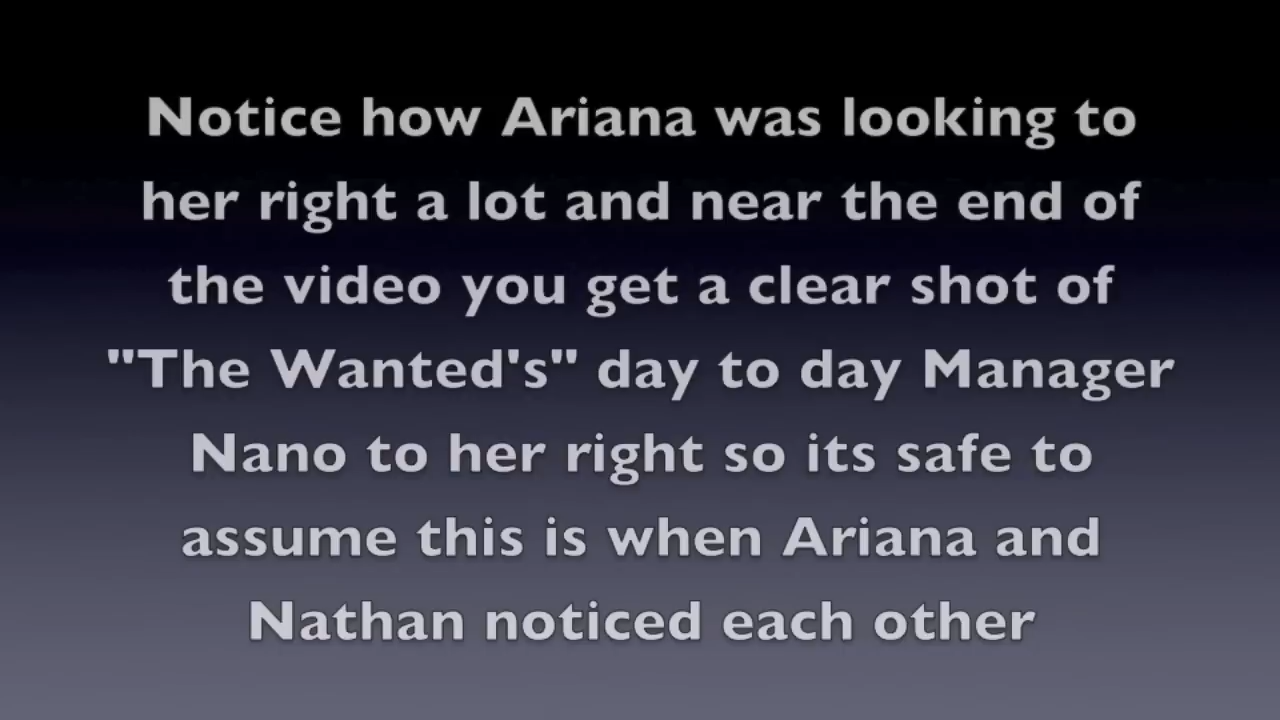 Notice how Ariana was looking to
her right a lot and near the end of
the video you get a clear shot of
"The Wanted's" day to day Manager
Nano to her right so its safe to
assume this is when Ariana and
Nathan noticed each other